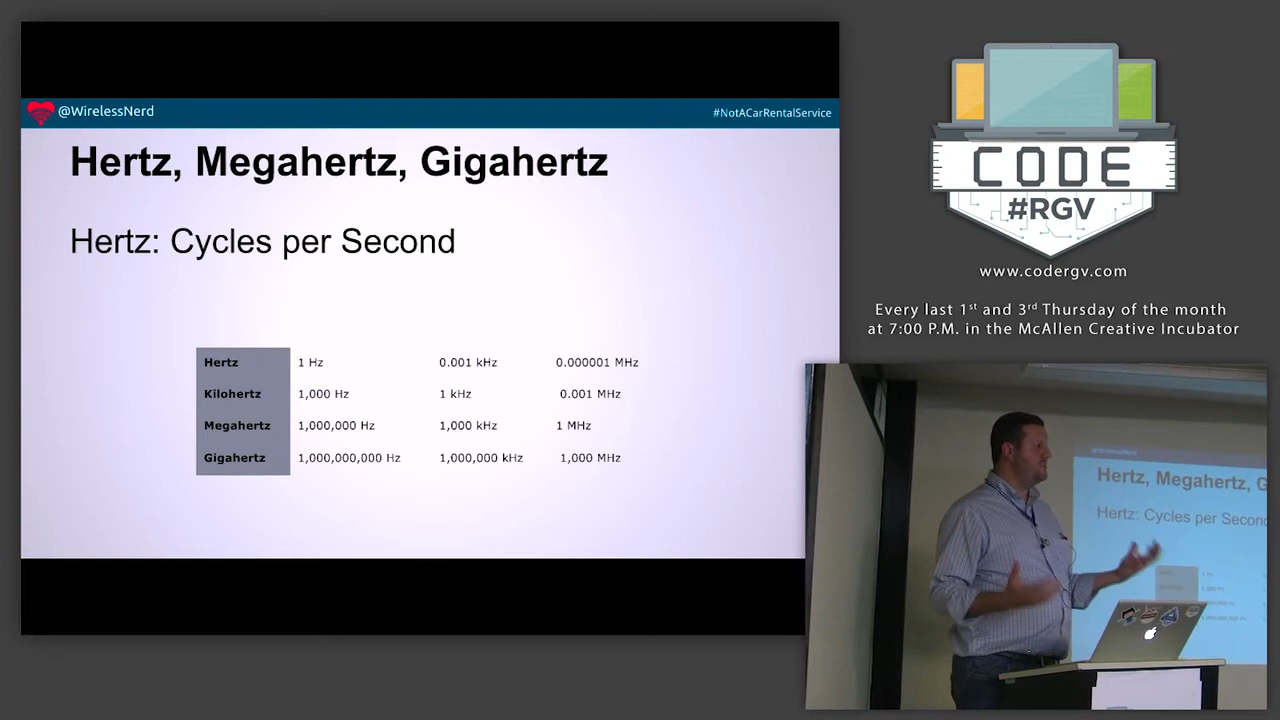 @WirelessNerd
#NotACarRentalService
Hertz, Megahertz, Gigahertz
Hertz: Cycles per Second
Hertz 1 Hz 0.001 kHz 0.000001 MHz
Kilohertz 1,000 Hz 1 kHz 0.001 MHz
Megahertz 1,000,000 Hz 1,000 kHz 1 MHz
Gigahertz 1,000,000,000 Hz 1,000,000 kHz 1,000 MHz
CODE
#RGV
www.codergv.com
Every last 1st and 3rd Thursday of the month
at 7:00 P.M. in the McAllen Creative Incubator
@WirelessNerd
Hertz, Megahertz, G
Hertz: Cycles per Second